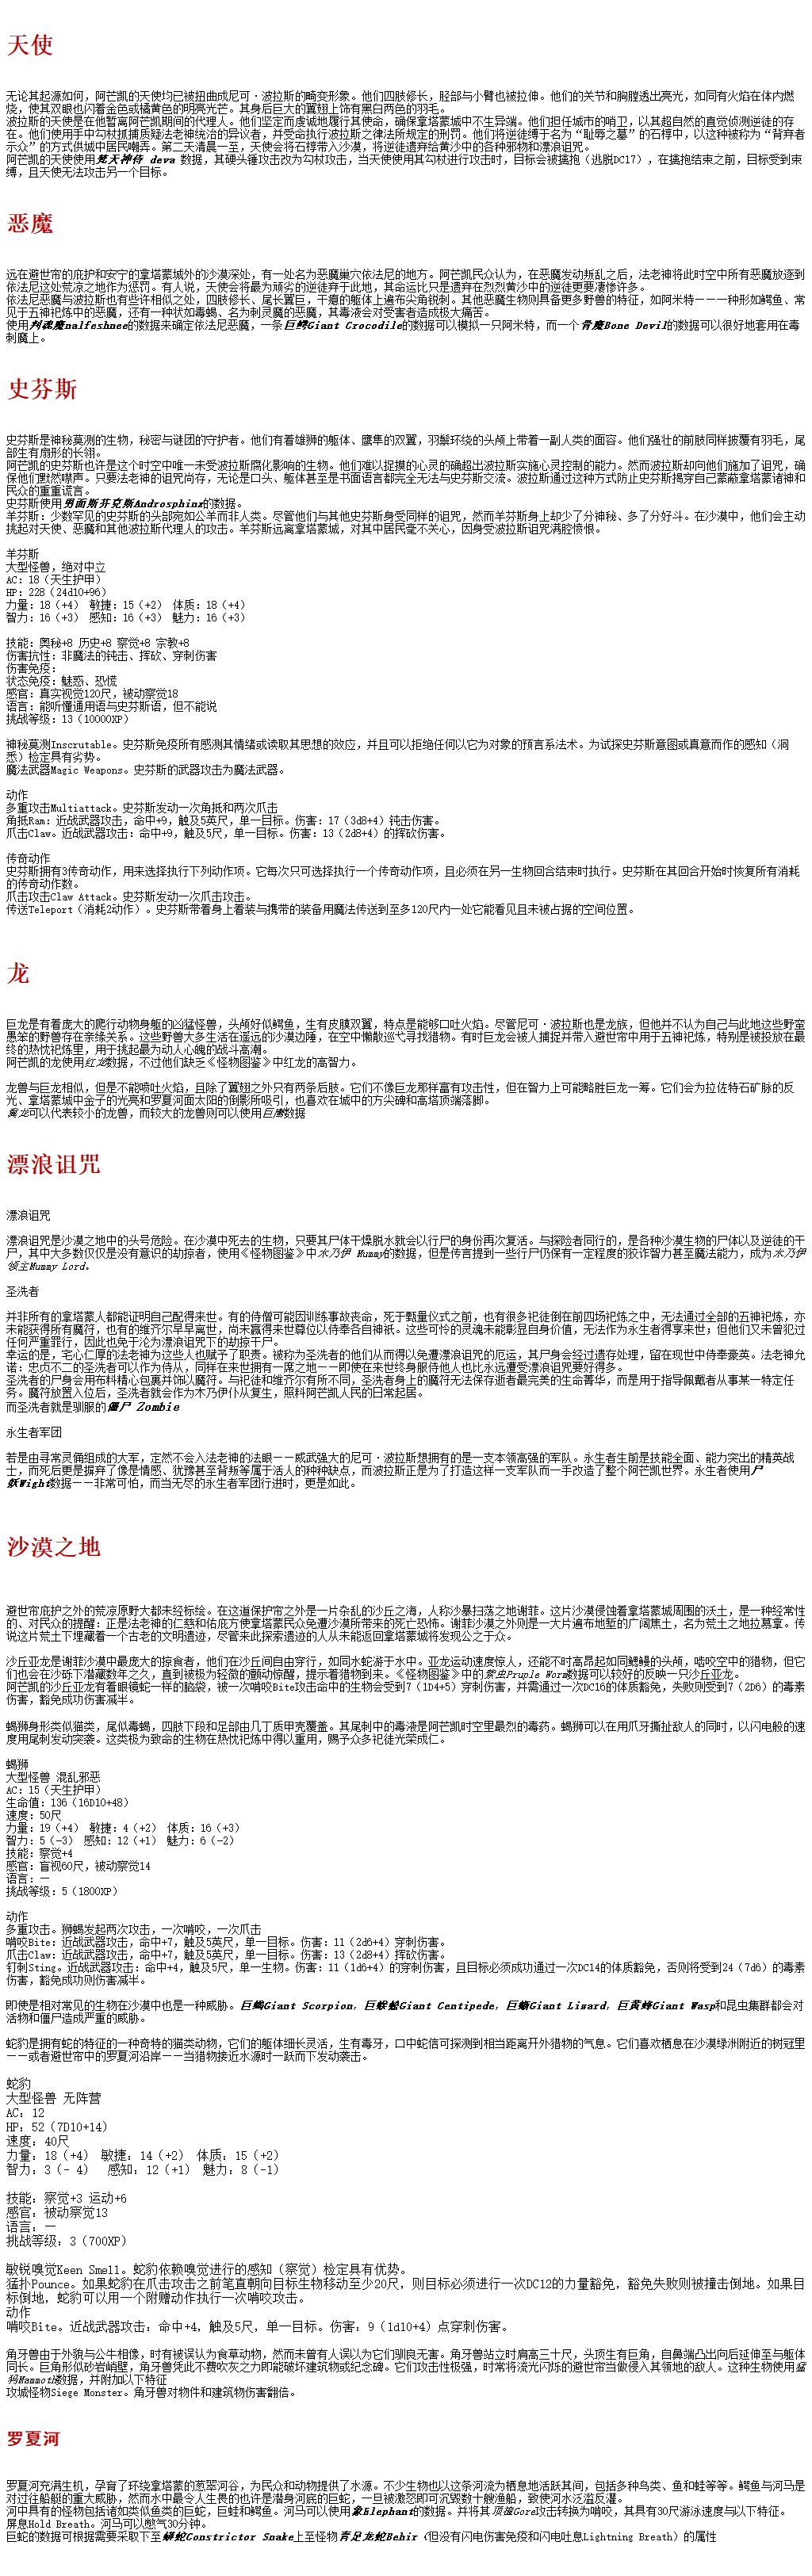 天使
无论其起源如何，阿芒凯的天使均已被扭曲成尼可·波拉斯的畸变形象。他们四肢修长，胫部与小臂也被拉伸。他们的关节和胸膛透出亮光，如同有火焰在体内燃
烧，使其双眼也闪着金色或橘黄色的明亮光芒。其身后巨大的翼翅上饰有黑白两色的羽毛。
波拉斯的天使是在他暂离阿芒凯期间的代理人。他们坚定而虔诚地履行其使命，确保拿塔蒙城中不生异端。他们担任城市的哨卫，以其超自然的直觉侦测逆徒的存
在。他们使用手中勾杖抓捕质疑法老神统治的异议者，并受命执行波拉斯之律法所规定的刑罚。他们将逆徒缚于名为“耻辱之墓”的石椁中，以这种被称为“背弃者
示众”的方式供城中居民嘲弄。第二天清晨一至，天使会将石椁带入沙漠，将逆徒遗弃给黄沙中的各种邪物和漂浪诅咒。
阿芒凯的天使使用梵天神侍 deva 数据，其硬头锤攻击改为勾杖攻击，当天使使用其勾杖进行攻击时，目标会被擒抱（逃脱DC17），在擒抱结束之前，目标受到束
缚，且天使无法攻击另一个目标。
恶魔
远在避世帘的庇护和安宁的拿塔蒙城外的沙漠深处，有一处名为恶魔巢穴依法尼的地方。阿芒凯民众认为，在恶魔发动叛乱之后，法老神将此时空中所有恶魔放逐到
依法尼这处荒凉之地作为惩罚。有人说，天使会将最为顽劣的逆徒弃于此地，其命运比只是遗弃在烈烈黄沙中的逆徒更要凄惨许多。
依法尼恶魔与波拉斯也有些许相似之处，四肢修长、尾长翼巨，干瘪的躯体上遍布尖角锐刺。其他恶魔生物则具备更多野兽的特征，如阿米特——一种形如鳄鱼、常
见于五神祀炼中的恶魔，还有一种状如毒蝎、名为刺灵魔的恶魔，其毒液会对受害者造成极大痛苦。
使用判魂魔nalfeshnee的数据来确定依法尼恶魔，一条巨鳄Giant Crocodile的数据可以模拟一只阿米特，而一个骨魔Bone Devil的数据可以很好地套用在毒
刺魔上。
史芬斯
史芬斯是神秘莫测的生物，秘密与谜团的守护者。他们有着雄狮的躯体、鹰隼的双翼，羽鬃环绕的头颅上带着一副人类的面容。他们强壮的前肢同样披覆有羽毛，尾
部生有扇形的长翎。
阿芒凯的史芬斯也许是这个时空中唯一未受波拉斯腐化影响的生物。他们难以捉摸的心灵的确超出波拉斯实施心灵控制的能力。然而波拉斯却向他们施加了诅咒，确
保他们默然噤声。只要法老神的诅咒尚存，无论是口头、躯体甚至是书面语言都完全无法与史芬斯交流。波拉斯通过这种方式防止史芬斯揭穿自己蒙蔽拿塔蒙诸神和
民众的重重谎言。
史芬斯使用男面斯芬克斯Androsphinx的数据。
羊芬斯：少数罕见的史芬斯的头部宛如公羊而非人类。尽管他们与其他史芬斯身受同样的诅咒，然而羊芬斯身上却少了分神秘、多了分好斗。在沙漠中，他们会主动
挑起对天使、恶魔和其他波拉斯代理人的攻击。羊芬斯远离拿塔蒙城，对其中居民毫不关心，因身受波拉斯诅咒满腔愤恨。
羊芬斯
大型怪兽，绝对中立
AC：18（天生护甲）
HP：228（24d10+96）
力量：18（+4） 敏捷：15（+2） 体质：18（+4）
智力：16（+3） 感知：16（+3） 魅力：16（+3）
技能：奥秘+8 历史+8 察觉+8 宗教+8
伤害抗性：非魔法的钝击、挥砍、穿刺伤害
伤害免疫：
状态免疫：魅惑、恐慌
感官：真实视觉120尺，被动察觉18
语言：能听懂通用语与史芬斯语，但不能说
挑战等级：13（10000XP）
神秘莫测Inscrutable。史芬斯免疫所有感测其情绪或读取其思想的效应，并且可以拒绝任何以它为对象的预言系法术。为试探史芬斯意图或真意而作的感知（洞
悉）检定具有劣势。
魔法武器Magic Weapons。史芬斯的武器攻击为魔法武器。
动作
多重攻击Multiattack。史芬斯发动一次角抵和两次爪击
角抵Ram：近战武器攻击，命中+9，触及5英尺，单一目标。伤害：17（3d8+4）钝击伤害。
爪击Claw。近战武器攻击：命中+9，触及5尺，单一目标。伤害：13（2d8+4）的挥砍伤害。
传奇动作
史芬斯拥有3传奇动作，用来选择执行下列动作项。它每次只可选择执行一个传奇动作项，且必须在另一生物回合结束时执行。史芬斯在其回合开始时恢复所有消耗
的传奇动作数。
爪击攻击Claw Attack。史芬斯发动一次爪击攻击。
传送Teleport（消耗2动作）。史芬斯带着身上着装与携带的装备用魔法传送到至多120尺内一处它能看见且未被占据的空间位置。
龙
巨龙是有着庞大的爬行动物身躯的凶猛怪兽，头颅好似鳄鱼，生有皮膜双翼，特点是能够口吐火焰。尽管尼可·波拉斯也是龙族，但他并不认为自己与此地这些野蛮
愚笨的野兽存在亲缘关系。这些野兽大多生活在遥远的沙漠边陲，在空中懒散巡弋寻找猎物。有时巨龙会被人捕捉并带入避世帘中用于五神祀炼，特别是被投放在最
终的热忱祀炼里，用于挑起最为动人心魄的战斗高潮。
阿芒凯的龙使用红龙数据，不过他们缺乏《怪物图鉴》中红龙的高智力。
龙兽与巨龙相似，但是不能喷吐火焰，且除了翼翅之外只有两条后肢。它们不像巨龙那样富有攻击性，但在智力上可能略胜巨龙一筹。它们会为拉佐特石矿脉的反
光、拿塔蒙城中金子的光亮和罗夏河面太阳的倒影所吸引，也喜欢在城中的方尖碑和高塔顶端落脚。
翼龙可以代表较小的龙兽，而较大的龙兽则可以使用巨鹰数据
漂浪诅咒
漂浪诅咒
漂浪诅咒是沙漠之地中的头号危险。在沙漠中死去的生物，只要其尸体干燥脱水就会以行尸的身份再次复活。与探险者同行的，是各种沙漠生物的尸体以及逆徒的干
尸，其中大多数仅仅是没有意识的劫掠者，使用《怪物图鉴》中木乃伊 Mummy的数据，但是传言提到一些行尸仍保有一定程度的狡诈智力甚至魔法能力，成为木乃伊
领主Mummy Lord。
圣洗者
并非所有的拿塔蒙人都能证明自己配得来世。有的侍僧可能因训练事故丧命，死于甄量仪式之前，也有很多祀徒倒在前四场祀炼之中，无法通过全部的五神祀炼，亦
未能获得所有魔符，也有的维齐尔早早离世，尚未赢得来世尊位以侍奉各自神祇。这些可怜的灵魂未能彰显自身价值，无法作为永生者得享来世；但他们又未曾犯过
任何严重罪行，因此也免于沦为漂浪诅咒下的劫掠干尸。
幸运的是，宅心仁厚的法老神为这些人也赋予了职责。被称为圣洗者的他们从而得以免遭漂浪诅咒的厄运，其尸身会经过遗存处理，留在现世中侍奉豪英。法老神允
诺：忠贞不二的圣洗者可以作为侍从，同样在来世拥有一席之地——即使在来世终身服侍他人也比永远遭受漂浪诅咒要好得多。
圣洗者的尸身会用布料精心包裹并饰以魔符。与祀徒和维齐尔有所不同，圣洗者身上的魔符无法保存逝者最完美的生命菁华，而是用于指导佩戴者从事某一特定任
务。魔符放置入位后，圣洗者就会作为木乃伊仆从复生，照料阿芒凯人民的日常起居。
而圣洗者就是驯服的僵尸 Zombie
永生者军团
若是由寻常灵俑组成的大军，定然不会入法老神的法眼——威武强大的尼可·波拉斯想拥有的是一支本领高强的军队。永生者生前是技能全面、能力突出的精英战
士，而死后更是摒弃了像是情感、犹豫甚至背叛等属于活人的种种缺点，而波拉斯正是为了打造这样一支军队而一手改造了整个阿芒凯世界。永生者使用尸
妖Wight数据——非常可怕，而当无尽的永生者军团行进时，更是如此。
沙漠之地
避世帘庇护之外的荒凉原野大都未经标绘。在这道保护帘之外是一片杂乱的沙丘之海，人称沙暴扫荡之地谢菲。这片沙漠侵蚀着拿塔蒙城周围的沃土，是一种经常性
的、对民众的提醒：正是法老神的仁慈和佑庇方使拿塔蒙民众免遭沙漠所带来的死亡恐怖。谢菲沙漠之外则是一大片遍布地堑的广阔焦土，名为荒土之地拉慕拿。传
说这片荒土下埋藏着一个古老的文明遗迹，尽管来此探索遗迹的人从未能返回拿塔蒙城将发现公之于众。
沙丘亚龙是谢菲沙漠中最庞大的掠食者，他们在沙丘间自由穿行，如同水蛇游于水中。亚龙运动速度惊人，还能不时高昂起如同鳗鳗的头颅，啮咬空中的猎物，但它
们也会在沙砾下潜藏数年之久，直到被极为轻微的颤动惊醒，提示着猎物到来。《怪物图鉴》中的紫虫Pruple Worm数据可以较好的反映一只沙丘亚龙。
阿芒凯的沙丘亚龙有着眼镜蛇一样的脑袋，被一次啮咬Bite攻击命中的生物会受到7（1D4+5）穿刺伤害，并需通过一次DC16的体质豁免，失败则受到7（2D6）的毒素
伤害，豁免成功伤害减半。
蝎狮身形类似猫类，尾似毒蝎，四肢下段和足部由几丁质甲壳覆盖。其尾刺中的毒液是阿芒凯时空里最烈的毒药。蝎狮可以在用爪牙撕扯敌人的同时，以闪电般的速
度用尾刺发动突袭。这类极为致命的生物在热忱祀炼中得以重用，赐予众多祀徒光荣成仁。
蝎狮
大型怪兽 混乱邪恶
AC：15（天生护甲）
生命值：136（16D10+48）
速度：50尺
力量：19（+4） 敏捷：4（+2） 体质：16（+3）
智力：5（-3） 感知：12（+1） 魅力：6（-2）
技能：察觉+4
感官：盲视60尺，被动察觉14
语言：—
挑战等级：5（1800XP）
动作
多重攻击。狮蝎发起两次攻击，一次啮咬，一次爪击
啮咬Bite：近战武器攻击，命中+7，触及5英尺，单一目标。伤害：11（2d6+4）穿刺伤害。
爪击Claw：近战武器攻击，命中+7，触及5英尺，单一目标。伤害：13（2d8+4）挥砍伤害。
钉刺Sting。近战武器攻击：命中+4，触及5尺，单一生物。伤害：11（1d6+4）的穿刺伤害，且目标必须成功通过一次DC14的体质豁免，否则将受到24（7d6）的毒素
伤害，豁免成功则伤害减半。
即使是相对常见的生物在沙漠中也是一种威胁。巨蝎Giant Scorpion，巨蜈蚣Giant Centipede，巨蜥Giant Lizard，巨黄蜂Giant Wasp和昆虫集群都会对
活物和僵尸造成严重的威胁。
蛇豹是拥有蛇的特征的一种奇特的猫类动物，它们的躯体细长灵活，生有毒牙，口中蛇信可探测到相当距离开外猎物的气息。它们喜欢栖息在沙漠绿洲附近的树冠里
——或者避世帘中的罗夏河沿岸——当猎物接近水源时一跃而下发动袭击。
蛇豹
大型怪兽 无阵营
AC：12
HP：52（7D10+14）
速度：40尺
力量：18（+4） 敏捷：14（+2） 体质：15（+2）
智力：3（- 4） 感知：12（+1） 魅力：8（-1）
技能：察觉+3 运动+6
感官：被动察觉13
语言：—
挑战等级：3（700XP）
敏锐嗅觉Keen Smell。蛇豹依赖嗅觉进行的感知（察觉）检定具有优势。
猛扑Pounce。如果蛇豹在爪击攻击之前笔直朝向目标生物移动至少20尺，则目标必须进行一次DC12的力量豁免，豁免失败则被撞击倒地。如果目
标倒地，蛇豹可以用一个附赠动作执行一次啮咬攻击。
动作
啮咬Bite。近战武器攻击：命中+4，触及5尺，单一目标。伤害：9（1d10+4）点穿刺伤害。
角牙兽由于外貌与公牛相像，时有被误认为食草动物，然而未曾有人误以为它们驯良无害。角牙兽站立时肩高三十尺，头顶生有巨角，自鼻端凸出向后延伸至与躯体
同长。巨角形似砂岩峭壁，角牙兽凭此不费吹灰之力即能破坏建筑物或纪念碑。它们攻击性极强，时常将流光闪烁的避世帘当做侵入其领地的敌人。这种生物使用猛
犸Mammoth数据，并附加以下特征
攻城怪物Siege Monster。角牙兽对物件和建筑物伤害翻倍。
罗夏河
罗夏河充满生机，孕育了环绕拿塔蒙的葱翠河谷，为民众和动物提供了水源。不少生物也以这条河流为栖息地活跃其间，包括多种鸟类、鱼和蛙等等。鳄鱼与河马是
对过往船艇的重大威胁，然而水中最令人生畏的也许是潜身河底的巨蛇，一旦被激怒即可沉毁数十艘渔船，致使河水泛滥反灌。
河中具有的怪物包括诸如类似鱼类的巨蛇，巨蛙和鳄鱼。河马可以使用象Elephant的数据。并将其顶撞Gore攻击转换为啮咬，其具有30尺游泳速度与以下特征。
屏息Hold Breath。河马可以憋气30分钟。
巨蛇的数据可根据需要采取下至蟒蛇Constrictor Snake上至怪物青足龙蛇Behir（但没有闪电伤害免疫和闪电吐息Lightning Breath）的属性